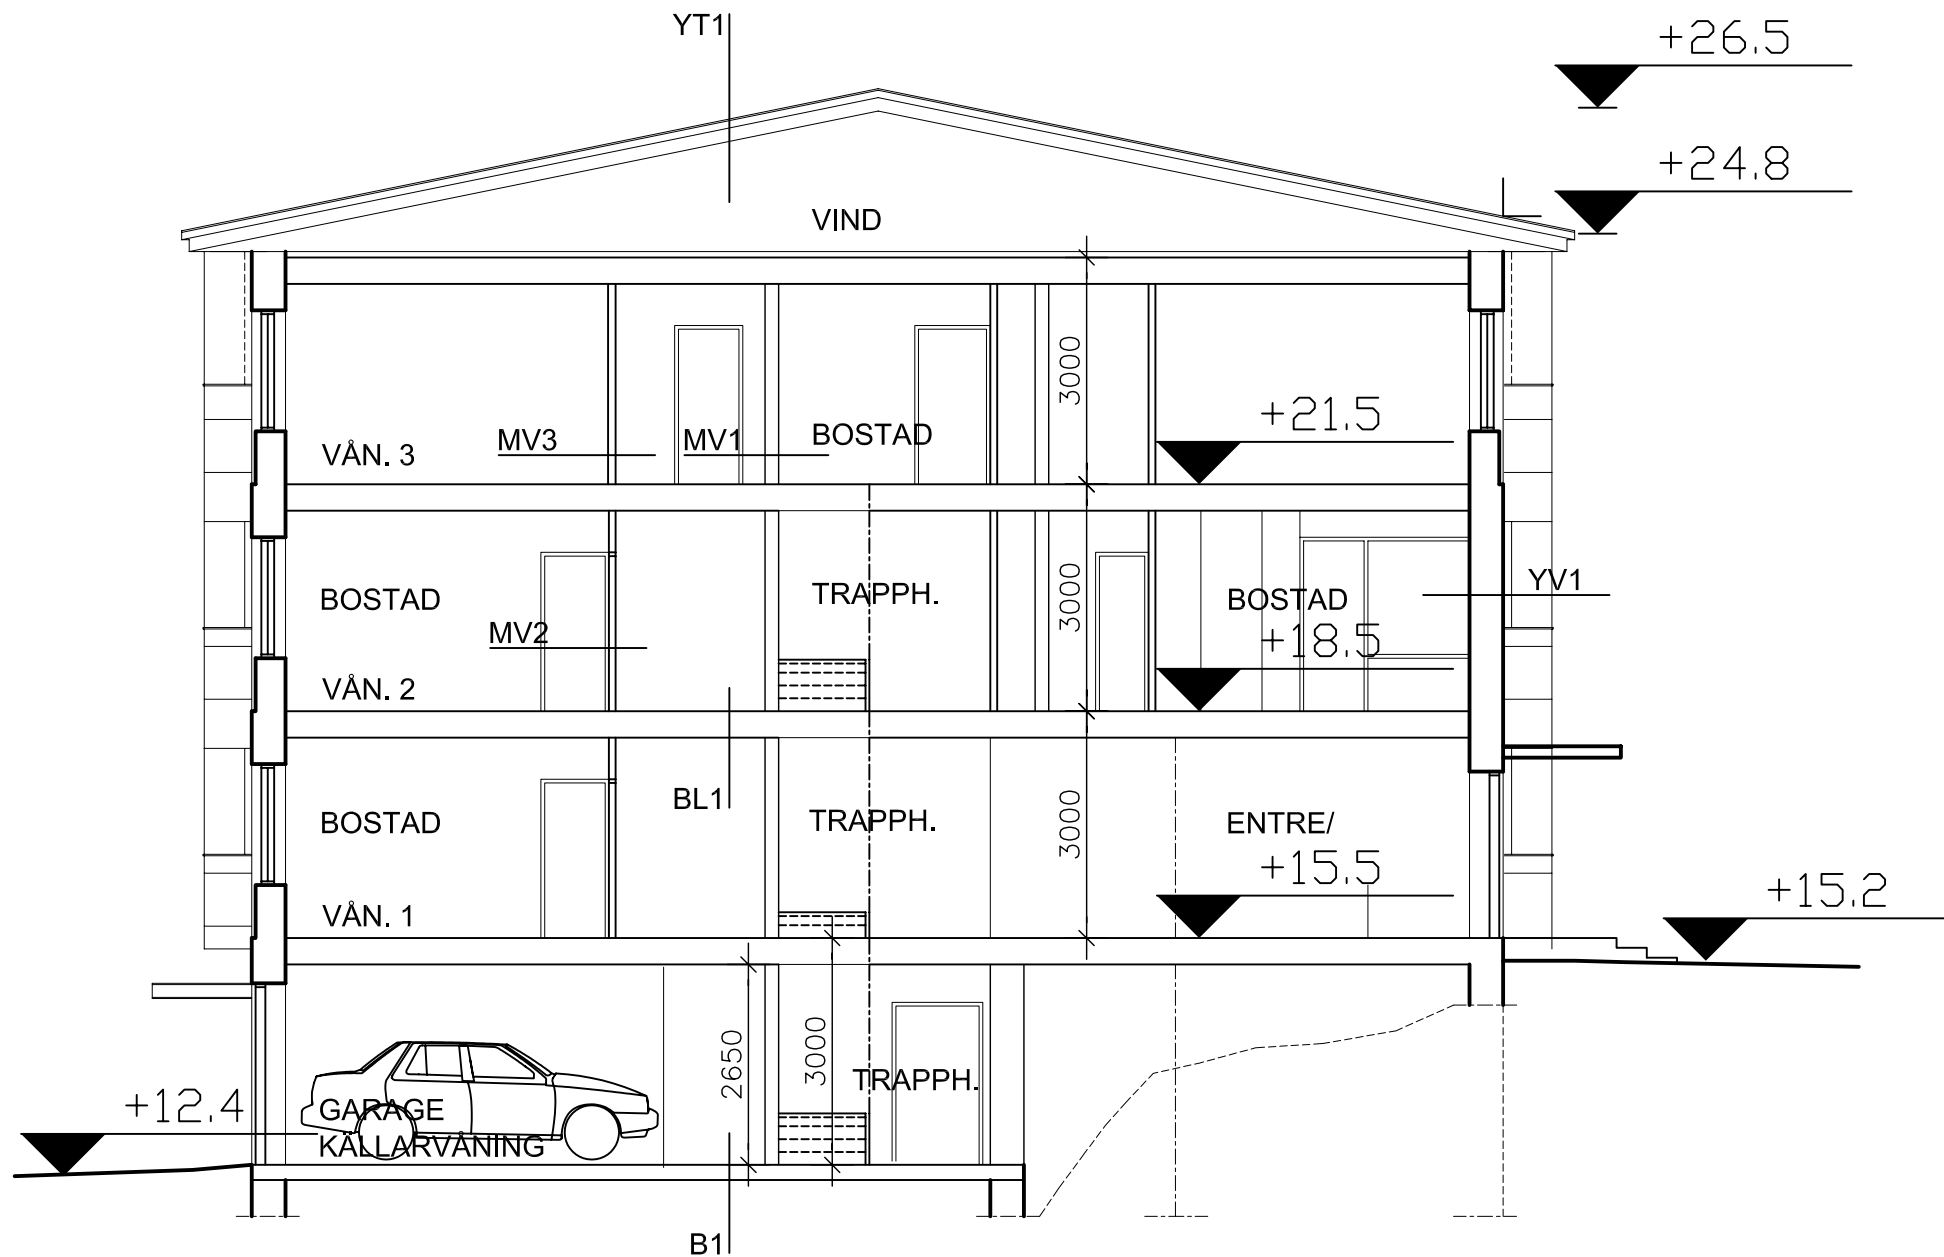 YT1
+26.5
+24.8
VIND
3000
+21.5
MV3
MV1
BOSTAD
VÅN. 3
3000
YV1
BOSTAD
TRAPPH.
BOSTAD
MV2
+18.5
VÅN. 2
BL1
3000
BOSTAD
TRAPPH.
ENTRE/
+15.5
+15.2
VÅN. 1
2650
3000
TRAPPH.
+12.4
GARAGE
KÄLLARVÅNING
B1